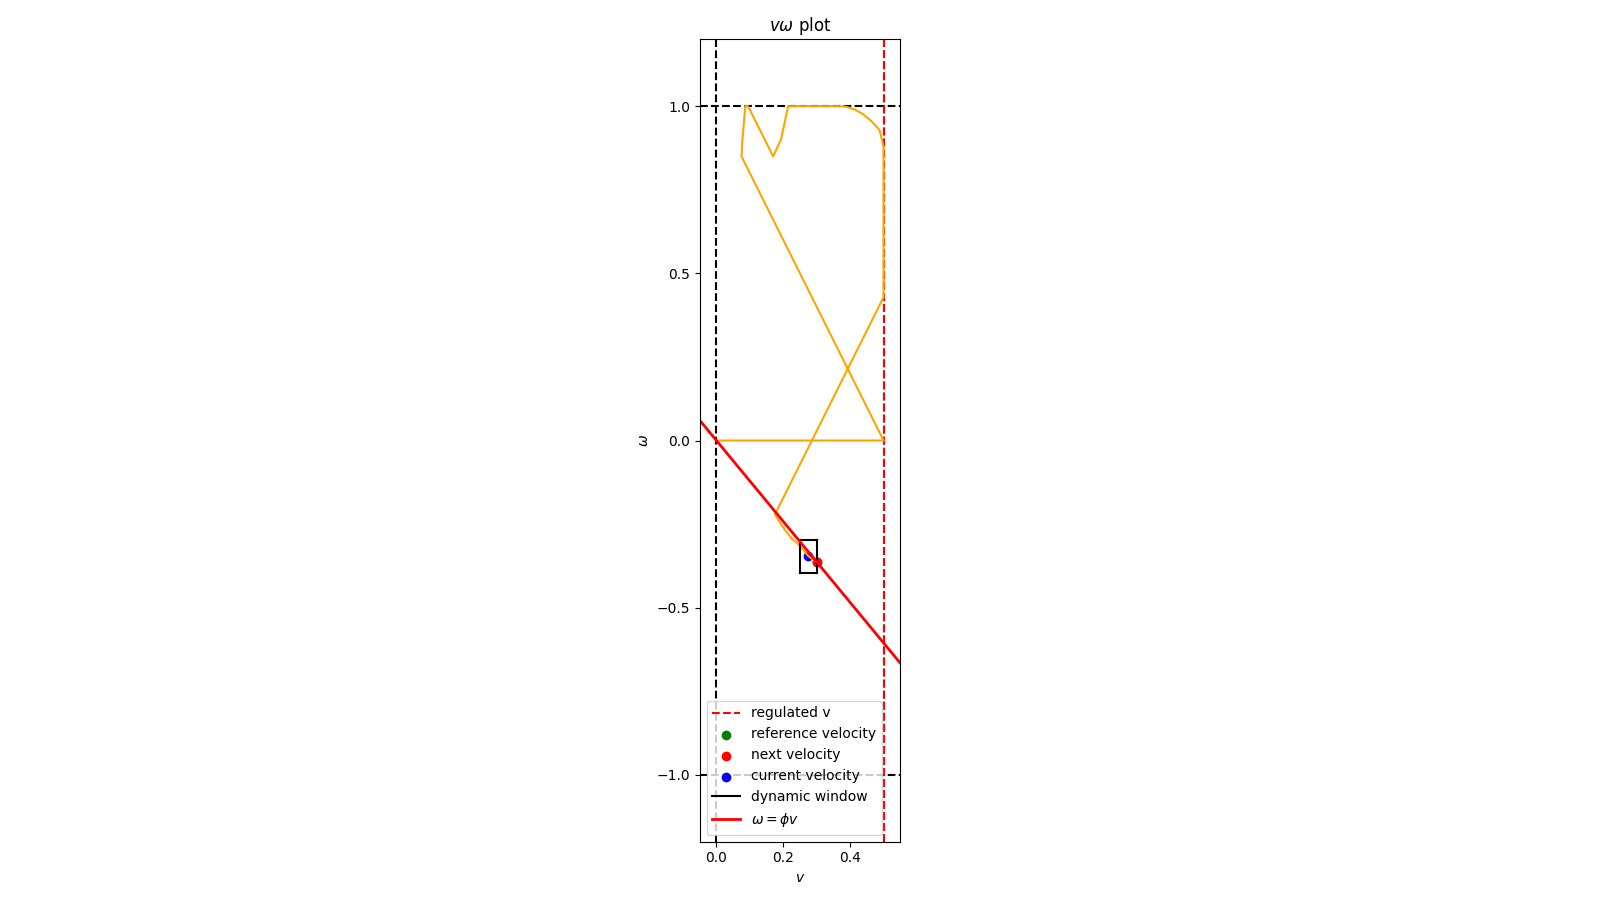 vω plot
1.0
0.5
0.0
−0.5
−1.0
ω
regulated v
reference velocity
next velocity
current velocity
dynamic window
ω = ϕv
0.0 0.2 0.4
v